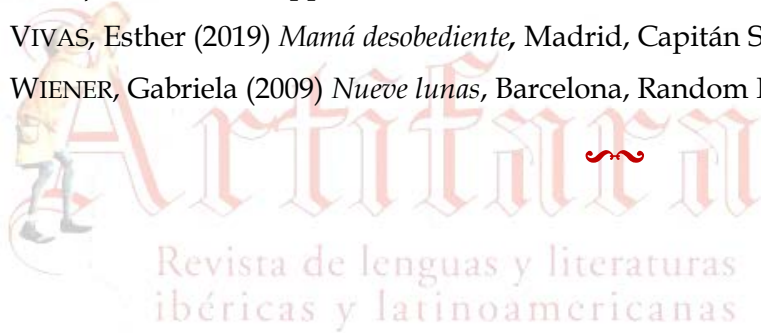 VIVAS, Esther (2019) Mamá desobediente, Madrid, Capitán S
WIENER, Gabriela (2009) Nueve lunas, Barcelona, Random
Artifara
Revista de lenguas y literaturas
ibéricas y latinoamericanas